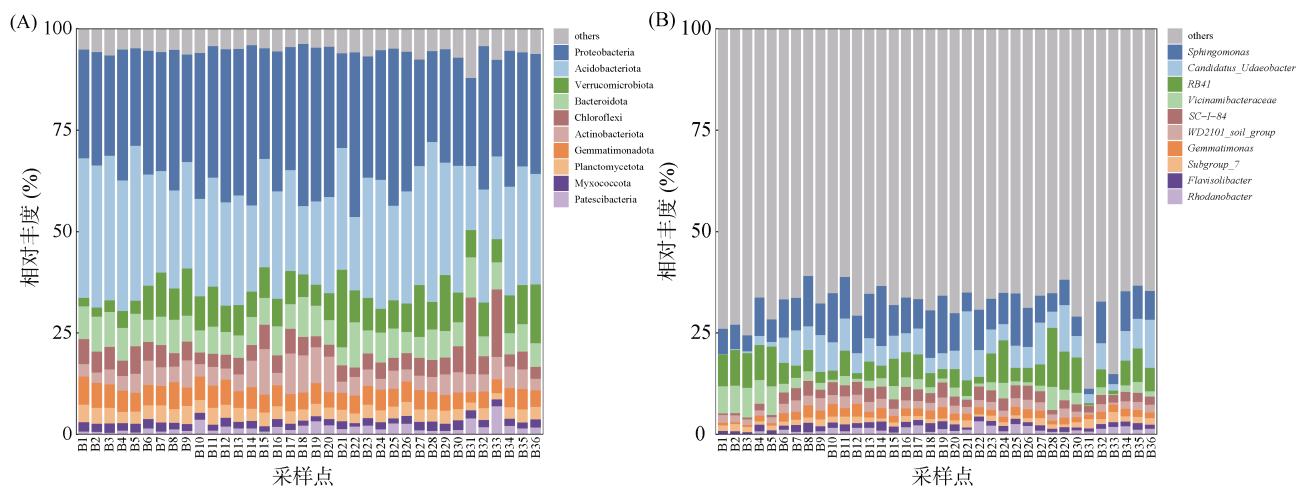 (A)
相对丰度 (%)
100
75
50
25
0
B1 B2 B3 B4 B5 B6 B7 B8 B9 B10 B11 B12 B13 B14 B15 B16 B17 B18 B19 B20 B21 B22 B23 B24 B25 B26 B27 B28 B29 B30 B31 B32 B33 B34 B35 B36
采样点
others
Proteobacteria
Acidobacteriota
Verrucomicrobiota
Bacteroidota
Chloroflexi
Actinobacteriota
Gemmatimonadota
Planctomycetota
Myxococcota
Patescibacteria
(B)
相对丰度 (%)
100
75
50
25
0
B1 B2 B3 B4 B5 B6 B7 B8 B9 B10 B11 B12 B13 B14 B15 B16 B17 B18 B19 B20 B21 B22 B23 B24 B25 B26 B27 B28 B29 B30 B31 B32 B33 B34 B35 B36
采样点
others
Sphingomonas
Candidatus_Udaeobacter
RB41
Vicinamibacteraceae
SC−I−84
WD2101_soil_group
Gemmatimonas
Subgroup_7
Flavisolibacter
Rhodanobacter